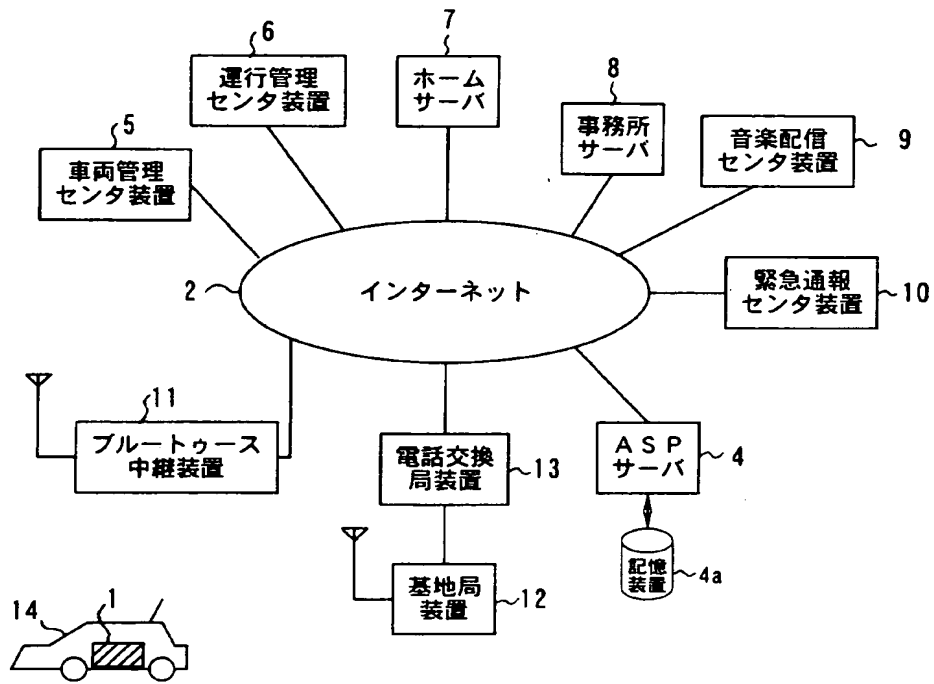 7
6
運行管理
センタ装置
ホーム
サーバ
8
5
事務所
サーバ
音楽配信
センタ装置
9
車両管理
センタ装置
2
インターネット
緊急通報
センタ装置
10
11
ブルートゥース
中継装置
電話交換
局装置
13
ASP
サーバ
4
記憶
装置
4a
基地局
装置
12
14
1